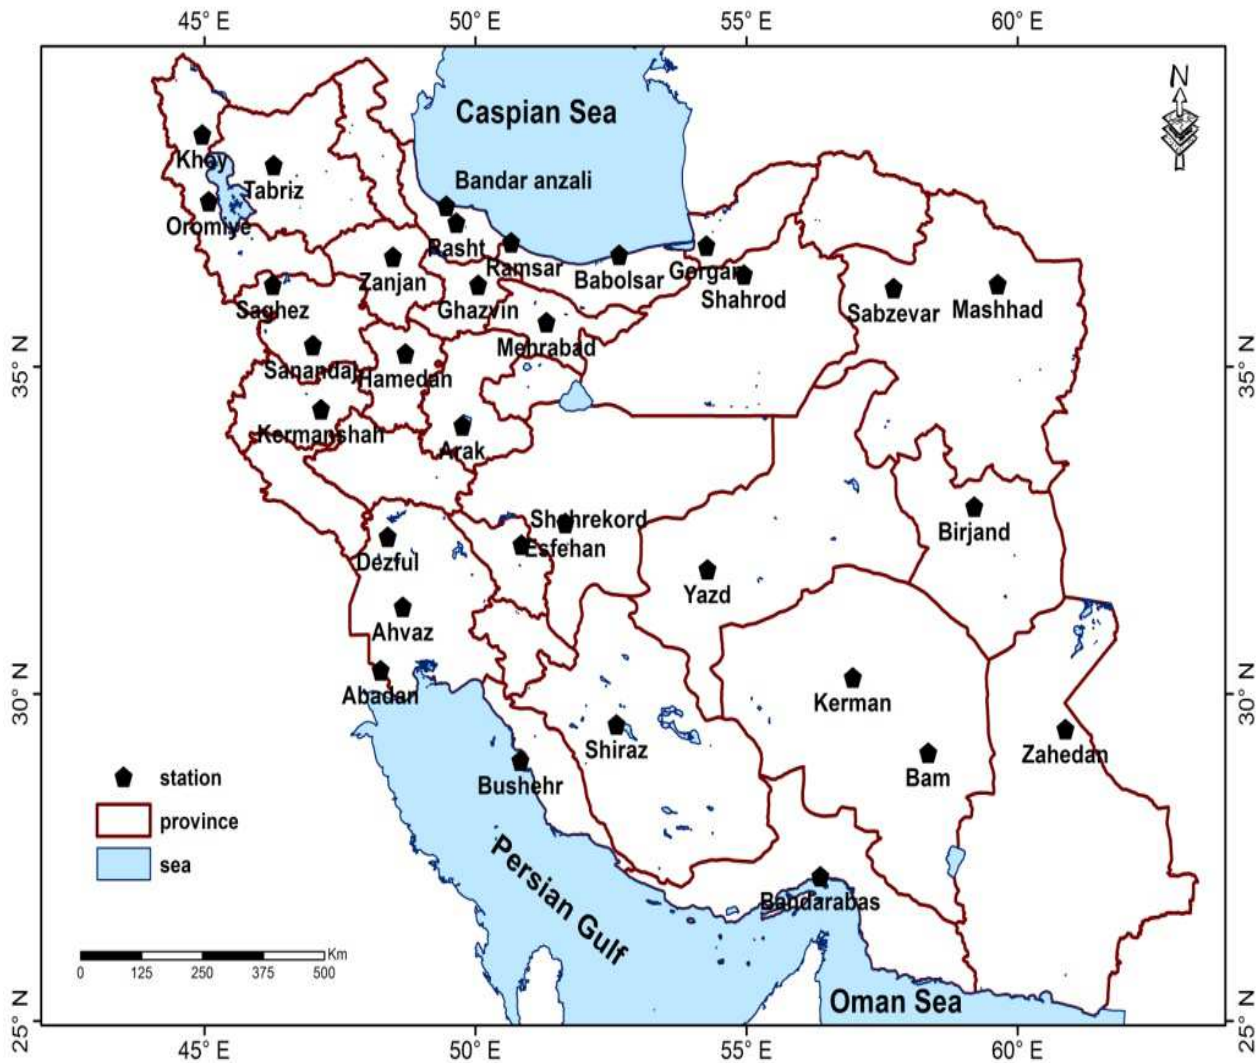 45° E 50° E 55° E 60° E
N
Caspian Sea
Khoy
Tabriz
Bandar anzali
Oromiye
Rasht
Ramsar
Zanjan
Babolsar
Gorgan
Shahrod
Saghez
Ghazvin
Sabzevar
Mashhad
Mehrabad
35° N
35° N
Sanandaj
Hamedan
Kermanshah
Arak
Shahrekord
Esfehan
Birjand
Dezful
Yazd
Ahvaz
Abadan
30° N
30° N
Kerman
Shiraz
Zahedan
Bushehr
Bam
station
province
sea
Persian Gulf
Bandarabas
Km
0 125 250 375 500
Oman Sea
25° N
25° N
45° E 50° E 55° E 60° E